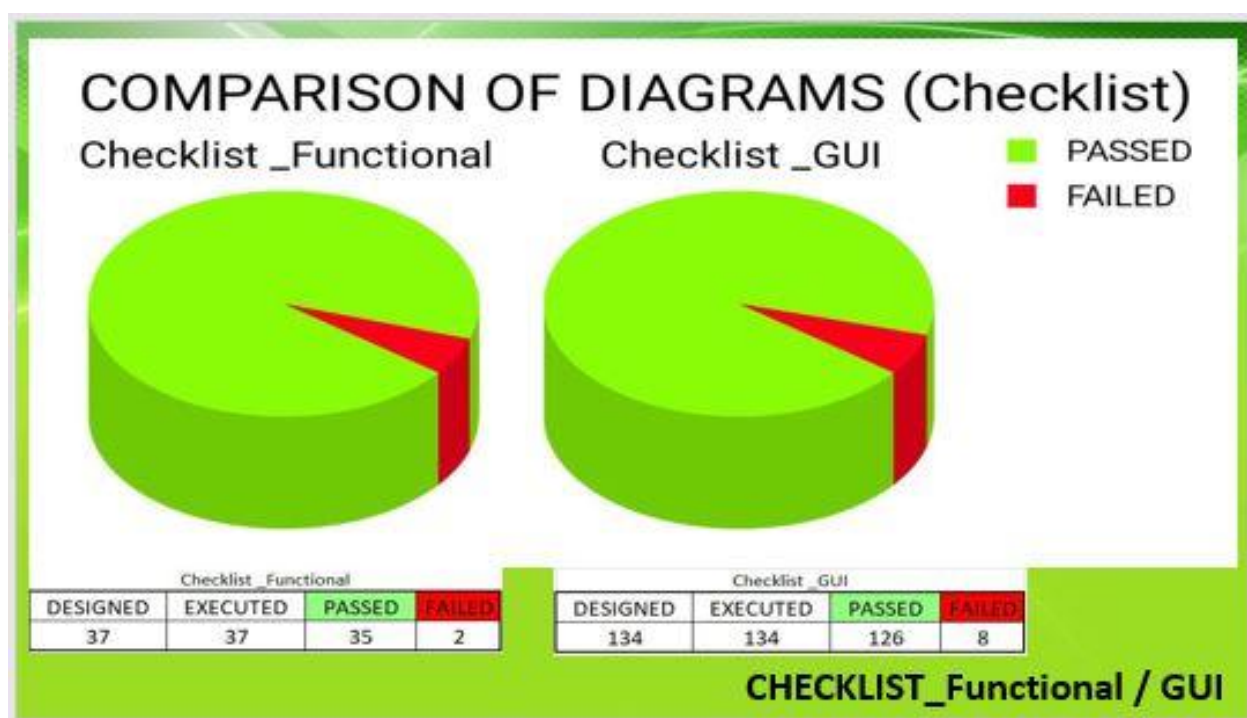 COMPARISON OF DIAGRAMS (Checklist)
Checklist _Functional
Checklist _GUI
PASSED
FAILED
Checklist _Functional
DESIGNED EXECUTED PASSED FAILED
37 37 35 2
Checklist _GUI
DESIGNED EXECUTED PASSED FAILED
134 134 126 8
CHECKLIST_Functional / GUI